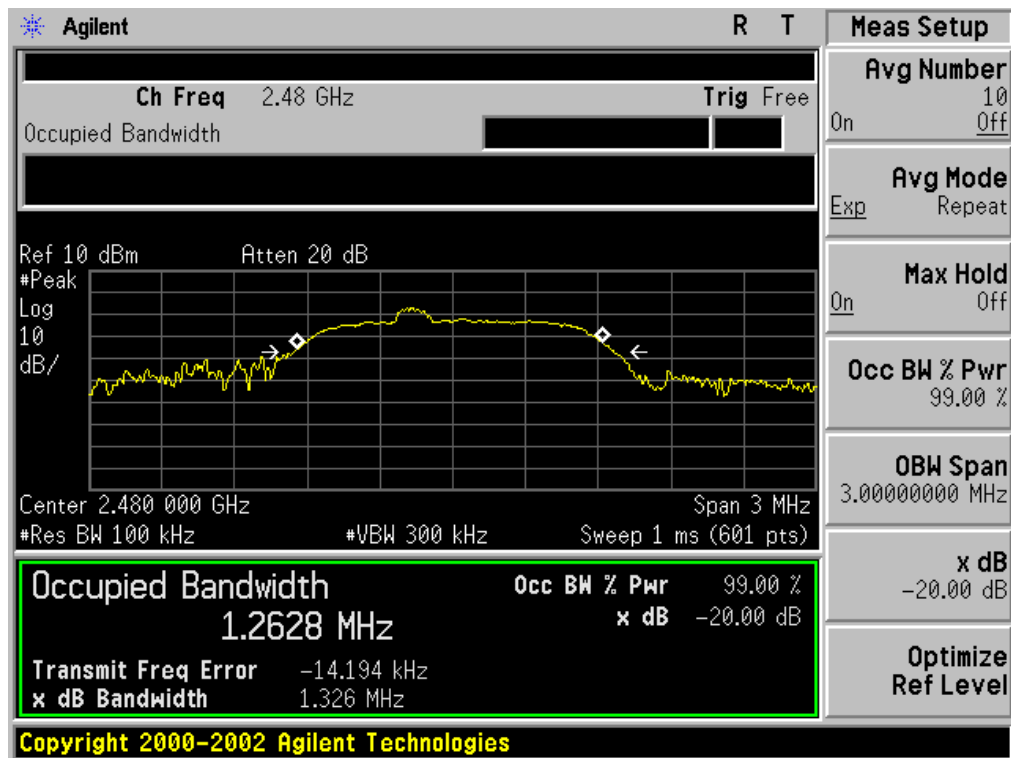 Agilent R T
Ch Freq 2.48 GHz Trig Free
Occupied Bandwidth
Ref 10 dBm Atten 20 dB
#Peak
Log
10
dB/
Center 2.480 000 GHz Span 3 MHz
#Res BW 100 kHz #VBW 300 kHz Sweep 1 ms (601 pts)
Occupied Bandwidth Occ BW % Pwr 99.00 %
1.2628 MHz x dB -20.00 dB
Transmit Freq Error -14.194 kHz
x dB Bandwidth 1.326 MHz
Copyright 2000-2002 Agilent Technologies
Meas Setup
Avg Number
10
On Off
Avg Mode
Exp Repeat
Max Hold
On Off
Occ BW % Pwr
99.00 %
OBW Span
3.00000000 MHz
x dB
-20.00 dB
Optimize
Ref Level